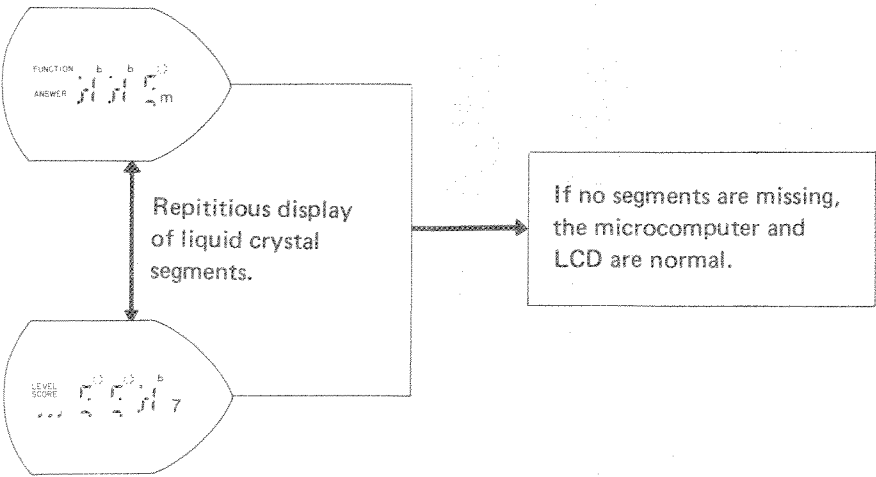 FUNCTION
ANSWER
b
b
m
Repititious display
of liquid crystal
segments.
If no segments are missing,
the microcomputer and
LCD are normal.
LEVEL
SCORE
b
7